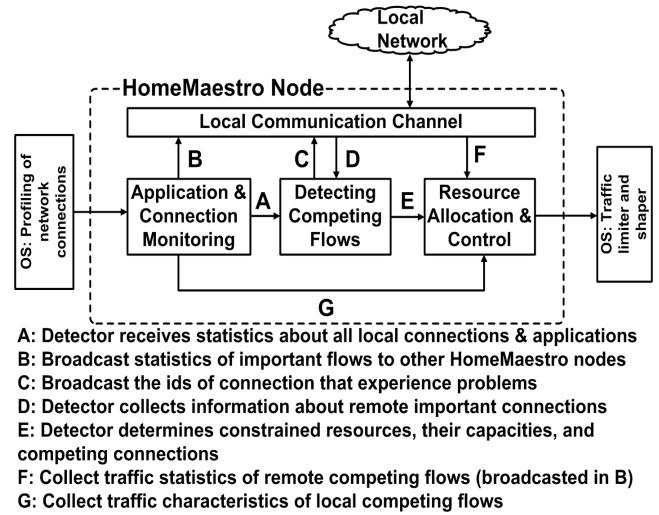 Local
Network
HomeMaestro Node
Local Communication Channel
B
C
D
F
OS: Profiling of
network
connections
Application &
Connection
Monitoring
A
Detecting
Competing
Flows
E
Resource
Allocation &
Control
OS: Traffic
limiter and
shaper
G
A: Detector receives statistics about all local connections & applications
B: Broadcast statistics of important flows to other HomeMaestro nodes
C: Broadcast the ids of connection that experience problems
D: Detector collects information about remote important connections
E: Detector determines constrained resources, their capacities, and
competing connections
F: Collect traffic statistics of remote competing flows (broadcasted in B)
G: Collect traffic characteristics of local competing flows